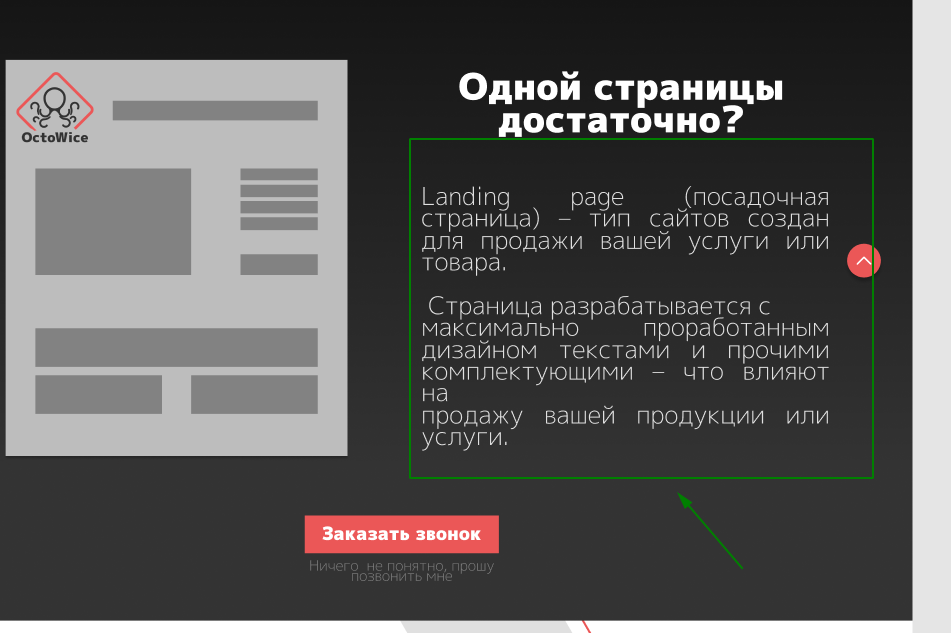 OctoWice
Одной страницы
достаточно?
Landing page (посадочная
страница) – тип сайтов создан
для продажи вашей услуги или
товара.
Страница разрабатывается с
максимально проработанным
дизайном текстами и прочими
комплектующими – что влияют
на
продажу вашей продукции или
услуги.
Заказать звонок
Ничего не понятно, прошу
позвонить мне